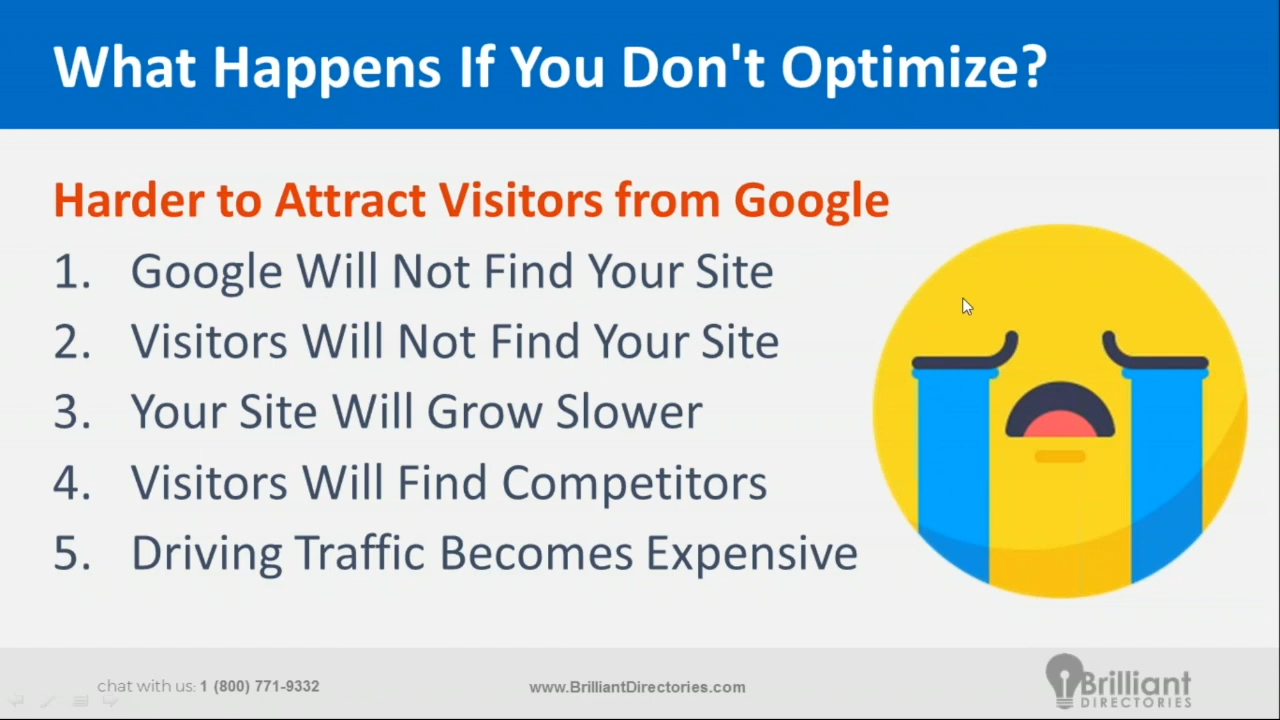 What Happens If You Don't Optimize?
Harder to Attract Visitors from Google
1. Google Will Not Find Your Site
2. Visitors Will Not Find Your Site
3. Your Site Will Grow Slower
4. Visitors Will Find Competitors
5. Driving Traffic Becomes Expensive
chat with us: 1 (800) 771-9332
www.BrilliantDirectories.com
Brilliant
DIRECTORIES